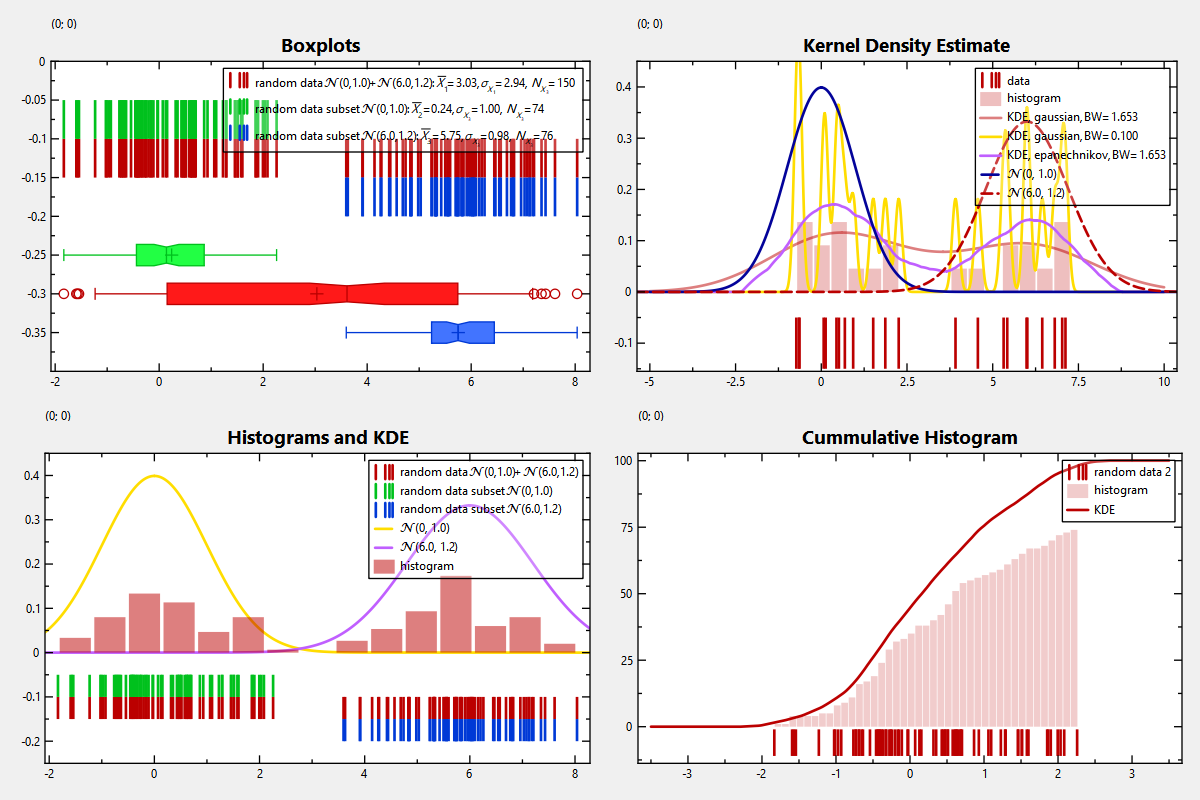 (0; 0)
Boxplots
0
-0.05
-0.1
-0.15
-0.2
-0.25
-0.3
-0.35
-2
0
2
4
6
8
random data 𝒩(0,1.0)+𝒩(6.0,1.2): X̅₁=3.03, σX₁=2.94, NX₁=150
random data subset 𝒩(0,1.0): X̅₂=0.24, σX₂=1.00, NX₂=74
random data subset 𝒩(6.0,1.2): X̅₃=5.75, σX₃=0.98, NX₃=76
(0; 0)
Kernel Density Estimate
0.4
0.3
0.2
0.1
0
-0.1
-5
-2.5
0
2.5
5
7.5
10
data
histogram
KDE, gaussian, BW= 1.653
KDE, gaussian, BW= 0.100
KDE, epanechnikov, BW= 1.653
𝒩(0, 1.0)
𝒩(6.0, 1.2)
(0; 0)
Histograms and KDE
0.4
0.3
0.2
0.1
0
-0.1
-0.2
-2
0
2
4
6
8
random data 𝒩(0,1.0)+𝒩(6.0,1.2)
random data subset 𝒩(0,1.0)
random data subset 𝒩(6.0,1.2)
𝒩(0, 1.0)
𝒩(6.0, 1.2)
histogram
(0; 0)
Cummulative Histogram
100
75
50
25
0
-3
-2
-1
0
1
2
3
random data 2
histogram
KDE